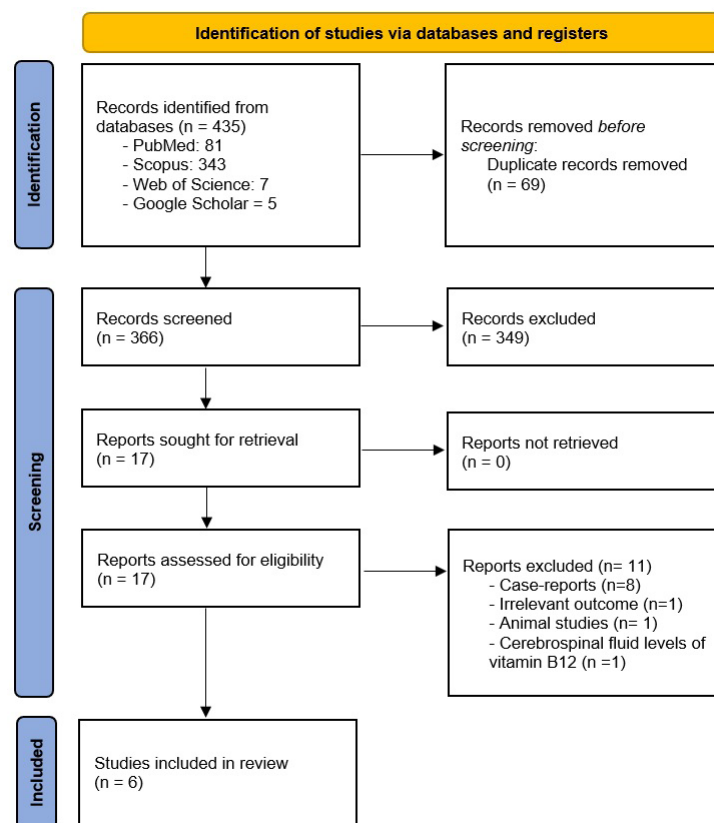 Identification of studies via databases and registers
Identification
Records identified from
databases (n = 435)
- PubMed: 81
- Scopus: 343
- Web of Science: 7
- Google Scholar = 5
Records removed before
screening:
Duplicate records removed
(n = 69)
Screening
Records screened
(n = 366)
Records excluded
(n = 349)
Reports sought for retrieval
(n = 17)
Reports not retrieved
(n = 0)
Reports assessed for eligibility
(n = 17)
Reports excluded (n= 11)
- Case-reports (n=8)
- Irrelevant outcome (n=1)
- Animal studies (n= 1)
- Cerebrospinal fluid levels of
vitamin B12 (n =1)
Included
Studies included in review
(n = 6)